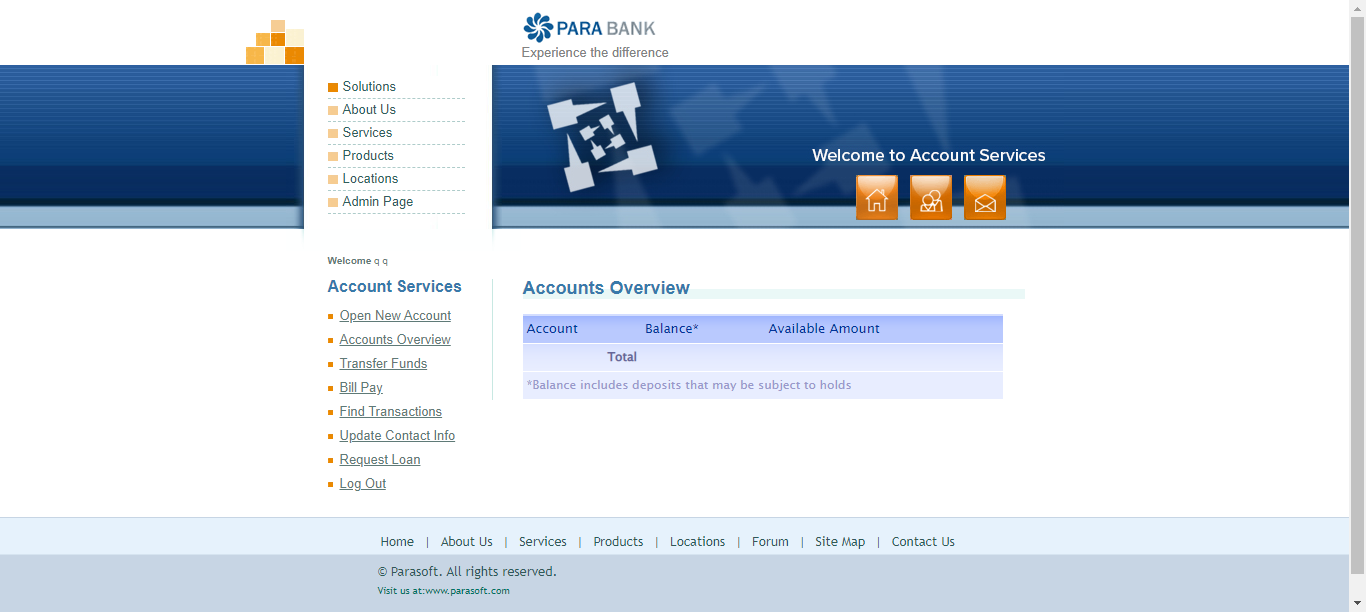 PARA BANK
Experience the difference
Solutions
About Us
Services
Products
Locations
Admin Page
Welcome to Account Services
Welcome q q
Account Services
Open New Account
Accounts Overview
Transfer Funds
Bill Pay
Find Transactions
Update Contact Info
Request Loan
Log Out
Accounts Overview
Account Balance* Available Amount
Total
*Balance includes deposits that may be subject to holds
Home | About Us | Services | Products | Locations | Forum | Site Map | Contact Us
© Parasoft. All rights reserved.
Visit us at:www.parasoft.com